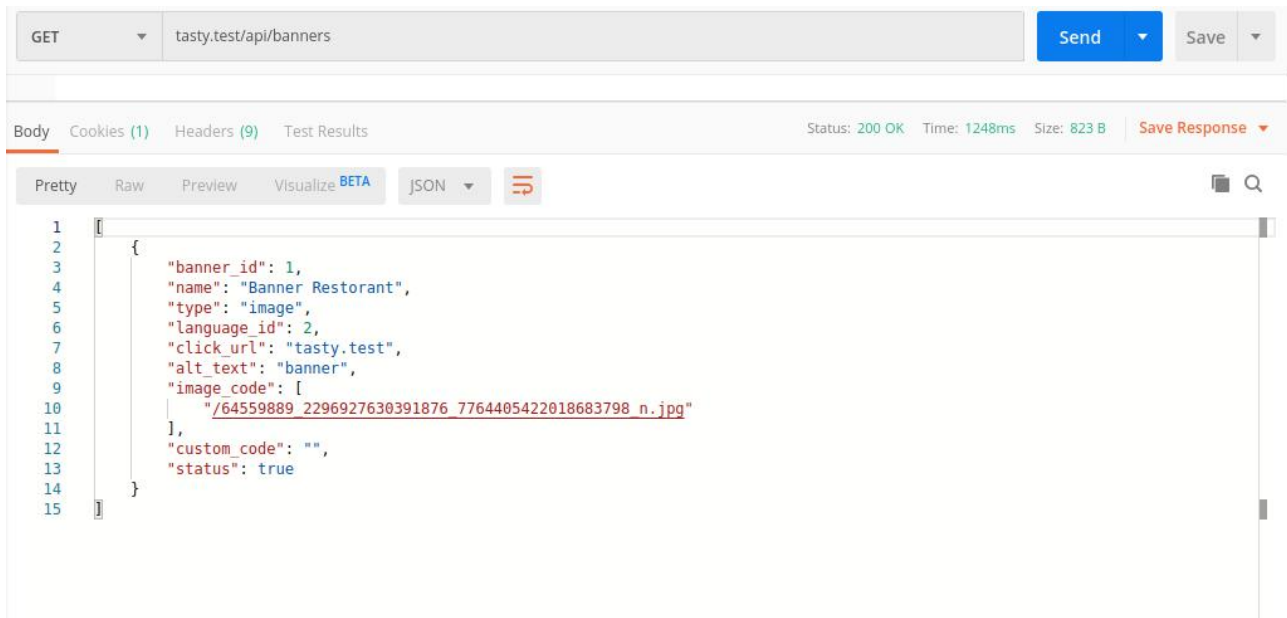 GET tasty.test/api/banners Send Save
Body Cookies (1) Headers (9) Test Results Status: 200 OK Time: 1248ms Size: 823 B Save Response
Pretty Raw Preview Visualize BETA JSON
1 [
2 {
3 "banner_id": 1,
4 "name": "Banner Restorant",
5 "type": "image",
6 "language_id": 2,
7 "click_url": "tasty.test",
8 "alt_text": "banner",
9 "image_code": [
10 "/64559889_2296927630391876_7764405422018683798_n.jpg"
11 ],
12 "custom_code": "",
13 "status": true
14 }
15 ]